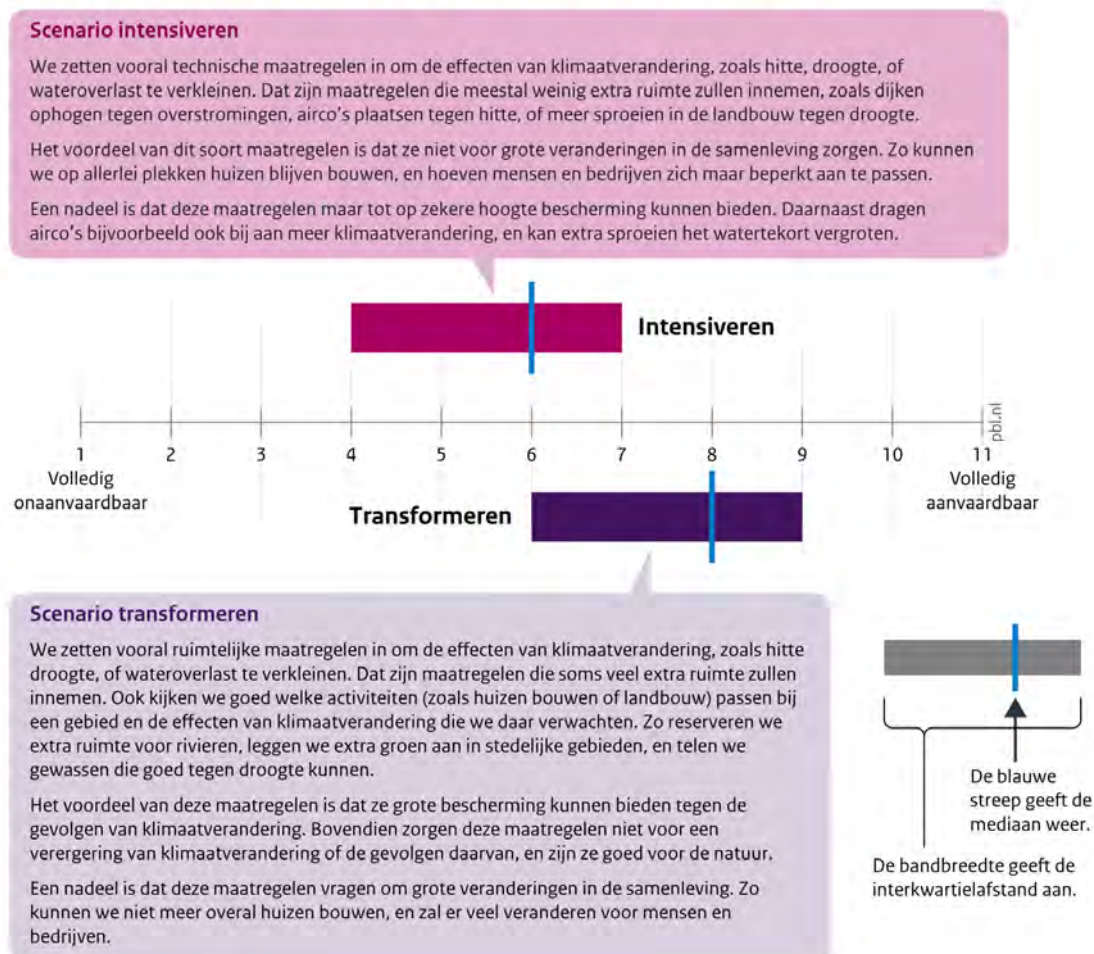 Scenario intensiveren
We zetten vooral technische maatregelen in om de effecten van klimaatverandering, zoals hitte, droogte, of
wateroverlast te verkleinen. Dat zijn maatregelen die meestal weinig extra ruimte zullen innemen, zoals dijken
ophogen tegen overstromingen, airco's plaatsen tegen hitte, of meer sproeien in de landbouw tegen droogte.
Het voordeel van dit soort maatregelen is dat ze niet voor grote veranderingen in de samenleving zorgen. Zo kunnen
we op allerlei plekken huizen blijven bouwen, en hoeven mensen en bedrijven zich maar beperkt aan te passen.
Een nadeel is dat deze maatregelen maar tot op zekere hoogte bescherming kunnen bieden. Daarnaast dragen
airco's bijvoorbeeld ook bij aan meer klimaatverandering, en kan extra sproeien het watertekort vergroten.
Intensiveren
pbl.nl
1 2 3 4 5 6 7 8 9 10 11
Volledig
onaanvaardbaar
Volledig
aanvaardbaar
Transformeren
Scenario transformeren
We zetten vooral ruimtelijke maatregelen in om de effecten van klimaatverandering, zoals hitte
droogte, of wateroverlast te verkleinen. Dat zijn maatregelen die soms veel extra ruimte zullen
innemen. Ook kijken we goed welke activiteiten (zoals huizen bouwen of landbouw) passen bij
een gebied en de effecten van klimaatverandering die we daar verwachten. Zo reserveren we
extra ruimte voor rivieren, leggen we extra groen aan in stedelijke gebieden, en telen we
gewassen die goed tegen droogte kunnen.
Het voordeel van deze maatregelen is dat ze grote bescherming kunnen bieden tegen de
gevolgen van klimaatverandering. Bovendien zorgen deze maatregelen niet voor een
verergering van klimaatverandering of de gevolgen daarvan, en zijn ze goed voor de natuur.
Een nadeel is dat deze maatregelen vragen om grote veranderingen in de samenleving. Zo
kunnen we niet meer overal huizen bouwen, en zal er veel veranderen voor mensen en
bedrijven.
De blauwe
streep geeft de
mediaan weer.
De bandbreedte geeft de
interkwartielafstand aan.